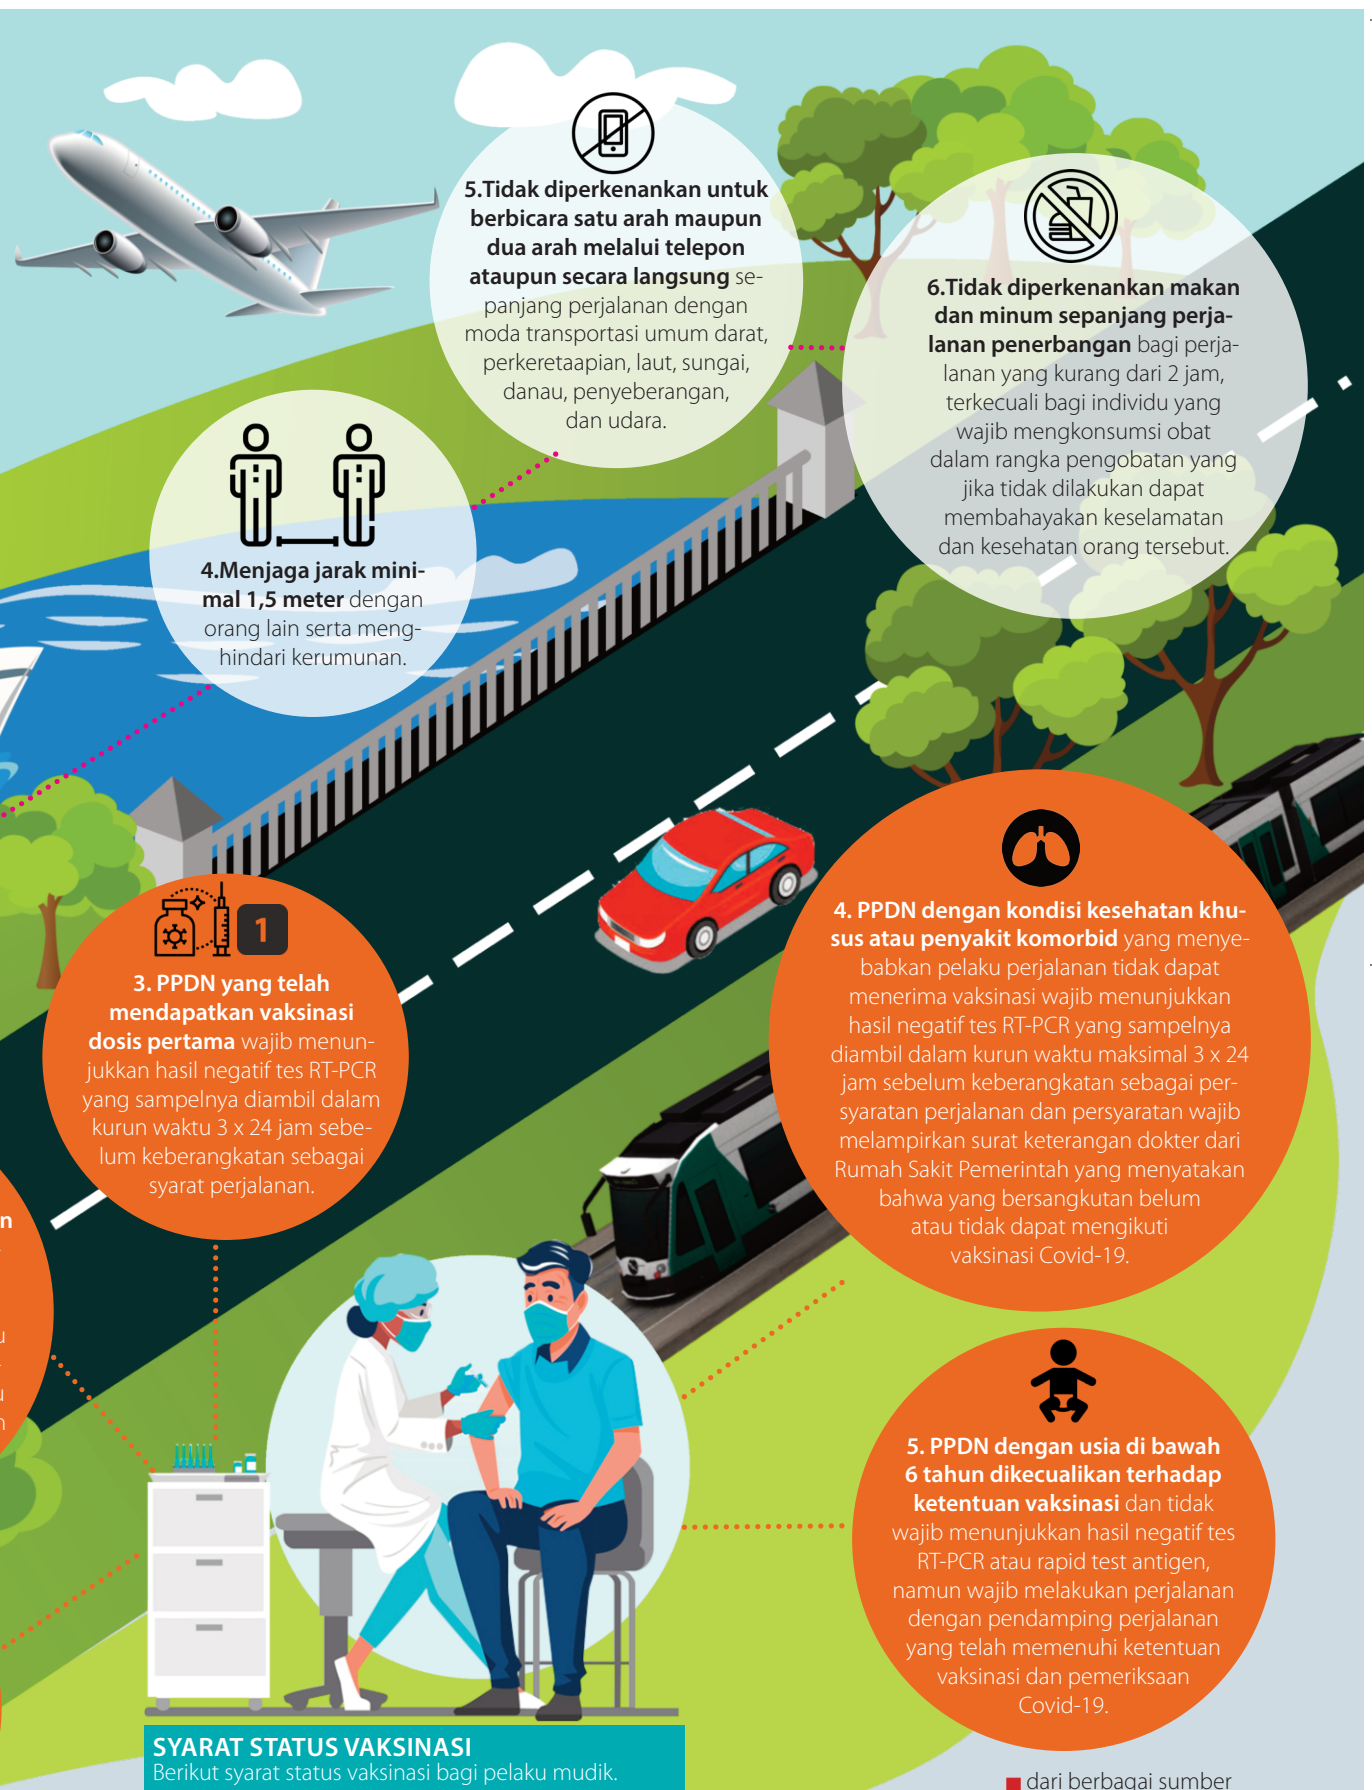 5.Tidak diperkenankan untuk
berbicara satu arah maupun
dua arah melalui telepon
ataupun secara langsung se-
panjang perjalanan dengan
moda transportasi umum darat,
perkeretaapian, laut, sungai,
danau, penyeberangan,
dan udara.
6.Tidak diperkenankan makan
dan minum sepanjang perja-
lanan penerbangan bagi perja-
lanan yang kurang dari 2 jam,
terkecuali bagi individu yang
wajib mengkonsumsi obat
dalam rangka pengobatan yang
jika tidak dilakukan dapat
membahayakan keselamatan
dan kesehatan orang tersebut.
4.Menjaga jarak mini-
mal 1,5 meter dengan
orang lain serta meng-
hindari kerumunan.
1
3. PPDN yang telah
mendapatkan vaksinasi
dosis pertama wajib menun-
jukkan hasil negatif tes RT-PCR
yang sampelnya diambil dalam
kurun waktu 3 x 24 jam sebe-
lum keberangkatan sebagai
syarat perjalanan.
4. PPDN dengan kondisi kesehatan khu-
sus atau penyakit komorbid yang menye-
babkan pelaku perjalanan tidak dapat
menerima vaksinasi wajib menunjukkan
hasil negatif tes RT-PCR yang sampelnya
diambil dalam kurun waktu maksimal 3 x 24
jam sebelum keberangkatan sebagai per-
syaratan perjalanan dan persyaratan wajib
melampirkan surat keterangan dokter dari
Rumah Sakit Pemerintah yang menyatakan
bahwa yang bersangkutan belum
atau tidak dapat mengikuti
vaksinasi Covid-19.
5. PPDN dengan usia di bawah
6 tahun dikecualikan terhadap
ketentuan vaksinasi dan tidak
wajib menunjukkan hasil negatif tes
RT-PCR atau rapid test antigen,
namun wajib melakukan perjalanan
dengan pendamping perjalanan
yang telah memenuhi ketentuan
vaksinasi dan pemeriksaan
Covid-19.
SYARAT STATUS VAKSINASI
Berikut syarat status vaksinasi bagi pelaku mudik.
dari berbagai sumber